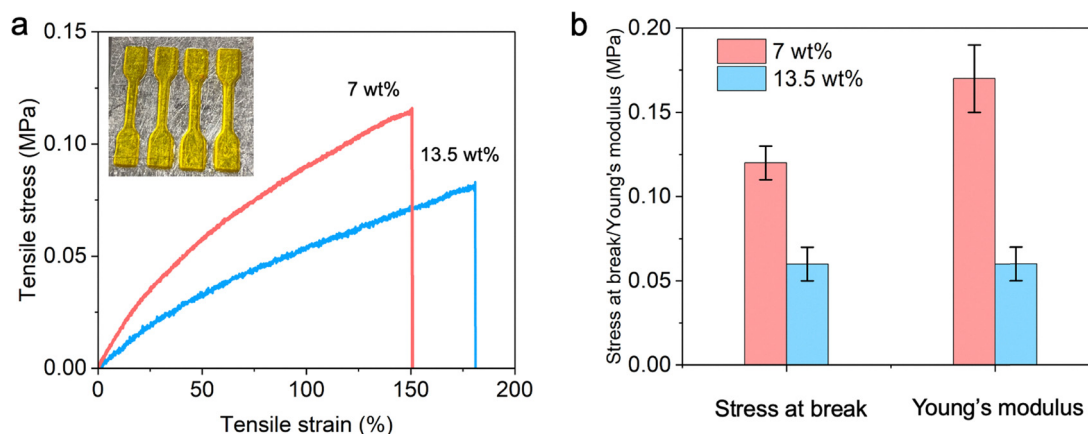 a
0.15
0.10
0.05
0.00
Tensile stress (MPa)
7 wt%
13.5 wt%
0
50
100
150
200
Tensile strain (%)
b
0.20
0.15
0.10
0.05
0.00
Stress at break/Young's modulus (MPa)
7 wt%
13.5 wt%
Stress at break
Young's modulus